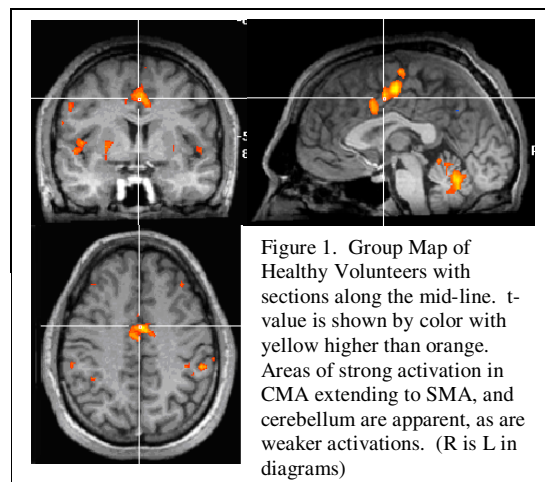 Figure 1. Group Map of
Healthy Volunteers with
sections along the mid-line. t-
value is shown by color with
yellow higher than orange.
Areas of strong activation in
CMA extending to SMA, and
cerebellum are apparent, as are
weaker activations. (R is L in
diagrams)